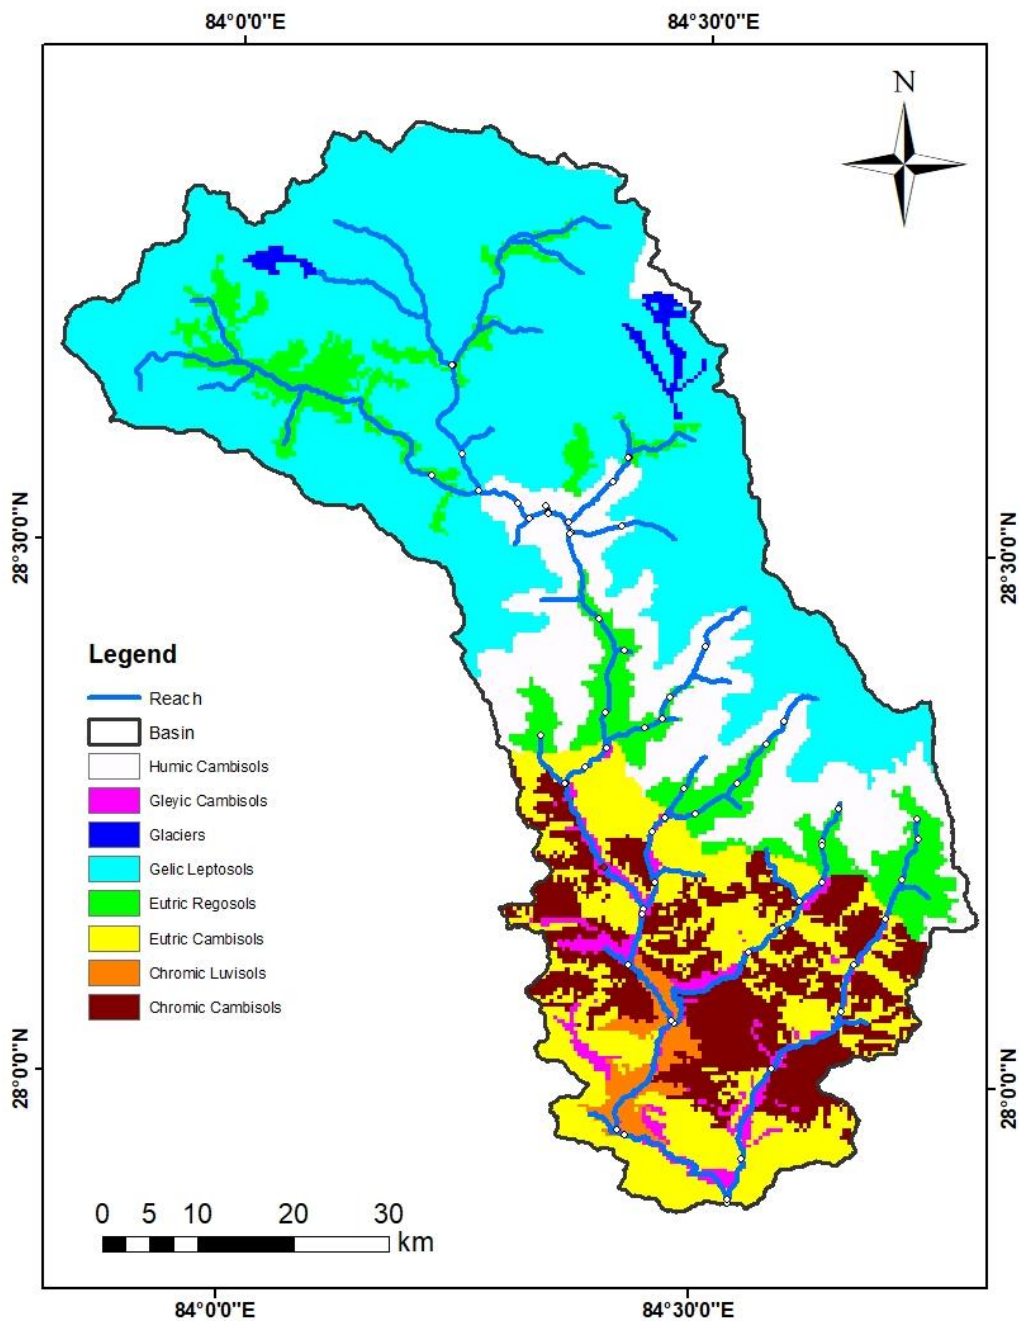 84°0'0"E 84°30'0"E
N
28°30'0"N 28°30'0"N
Legend
Reach
Basin
Humic Cambisols
Gleyic Cambisols
Glaciers
Gelic Leptosols
Eutric Regosols
Eutric Cambisols
Chromic Luvisols
Chromic Cambisols
28°0'0"N 28°0'0"N
0 5 10 20 30
km
84°0'0"E 84°30'0"E